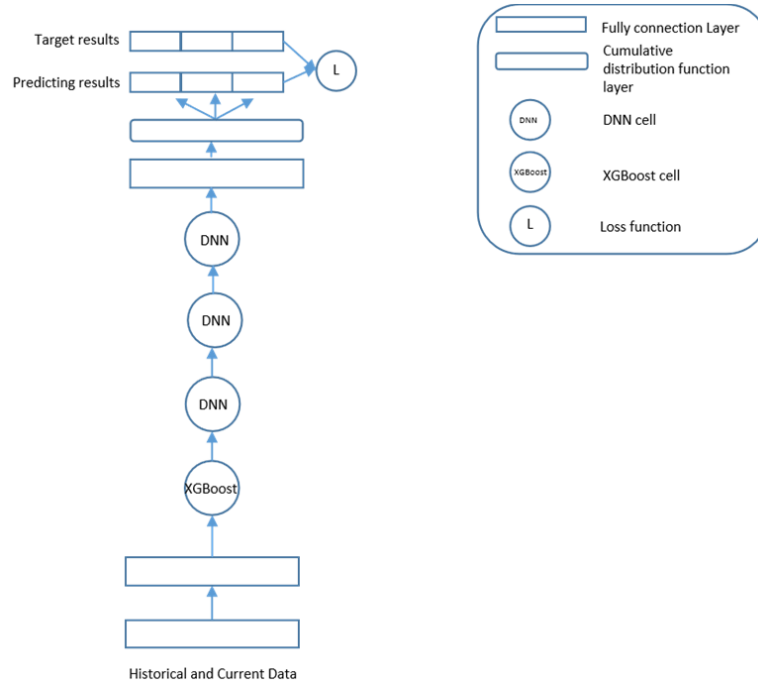 Target results
Predicting results
L
DNN
DNN
DNN
XGBoost
Historical and Current Data
Fully connection Layer
Cumulative
distribution function
layer
DNN
DNN cell
XGBoost
XGBoost cell
L
Loss function